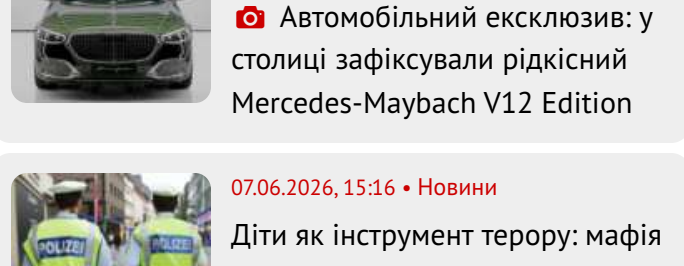 Автомобільний ексклюзив: у
столиці зафіксували рідкісний
Mercedes-Maybach V12 Edition
07.06.2026, 15:16 • Новини
POLIZEI
POLIZEI
Діти як інструмент терору: мафія